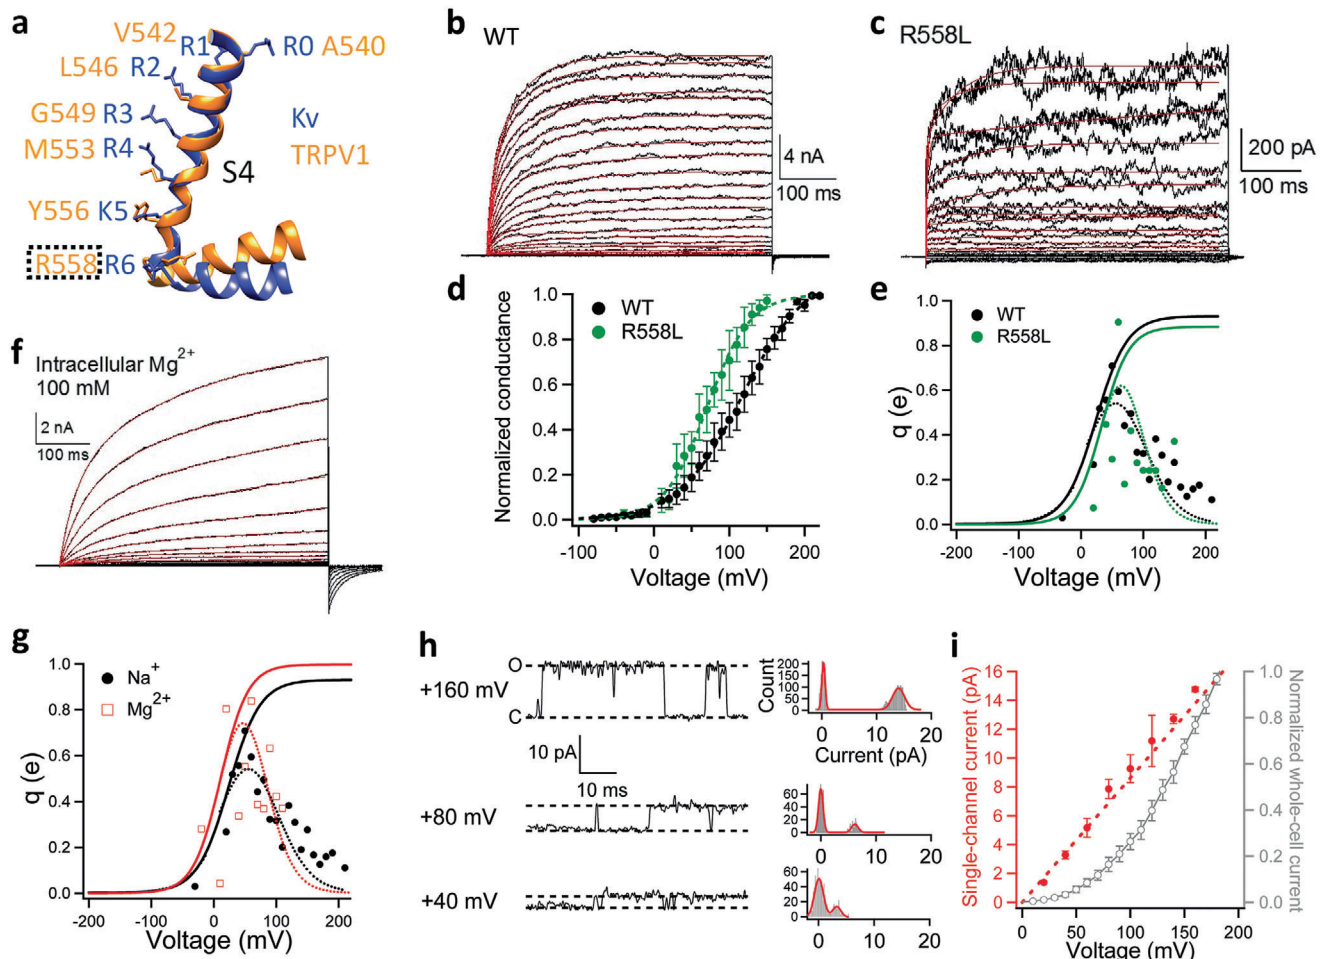 a
V542 R1 R0 A540
L546 R2
G549 R3
M553 R4
Kv
TRPV1
S4
Y556 K5
R558 R6
b
WT
4 nA
100 ms
c
R558L
200 pA
100 ms
d
Normalized conductance
1.0
0.8
0.6
0.4
0.2
0.0
-100 0 100 200
Voltage (mV)
WT
R558L
e
q (e)
1.0
0.8
0.6
0.4
0.2
0.0
-200 -100 0 100 200
Voltage (mV)
WT
R558L
f
Intracellular Mg2+
100 mM
2 nA
100 ms
g
q (e)
1.0
0.8
0.6
0.4
0.2
0.0
-200 -100 0 100 200
Voltage (mV)
Na+
Mg2+
h
+160 mV
O
C
10 pA
10 ms
+80 mV
+40 mV
Count
200
150
100
50
0
0 10 20
Current (pA)
60
40
20
0
0 10 20
60
40
20
0
0 10 20
i
Single-channel current (pA)
16
14
12
10
8
6
4
2
0
0 50 100 150 200
Voltage (mV)
1.0
0.8
0.6
0.4
0.2
0.0
Normalized whole-cell current